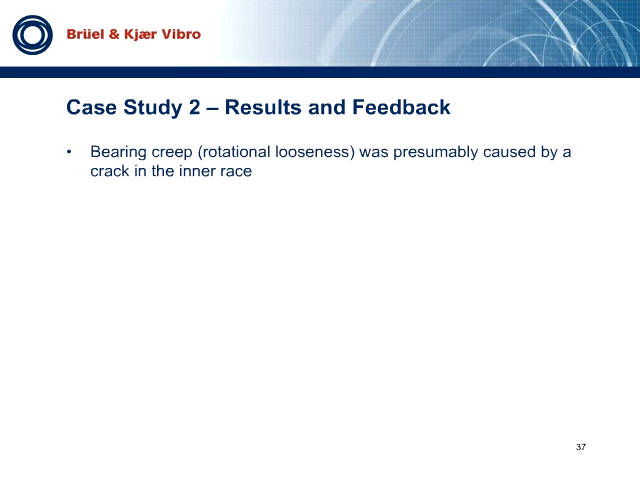 Brüel & Kjær Vibro
Case Study 2 – Results and Feedback
• Bearing creep (rotational looseness) was presumably caused by a
crack in the inner race
37